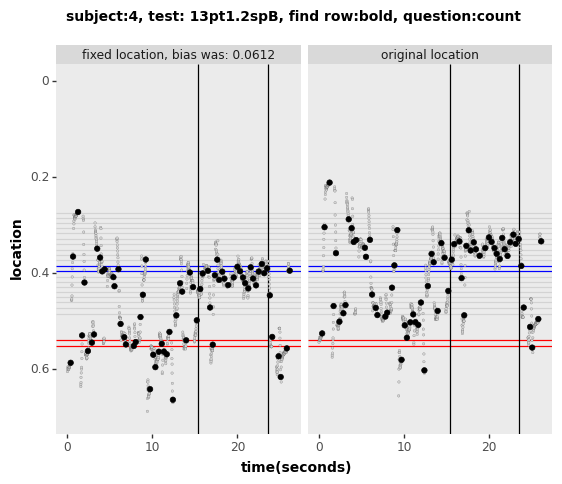 subject:4, test: 13pt1.2spB, find row:bold, question:count
fixed location, bias was: 0.0612
original location
0
0.2
0.4
0.6
location
0
10
20
0
10
20
time(seconds)